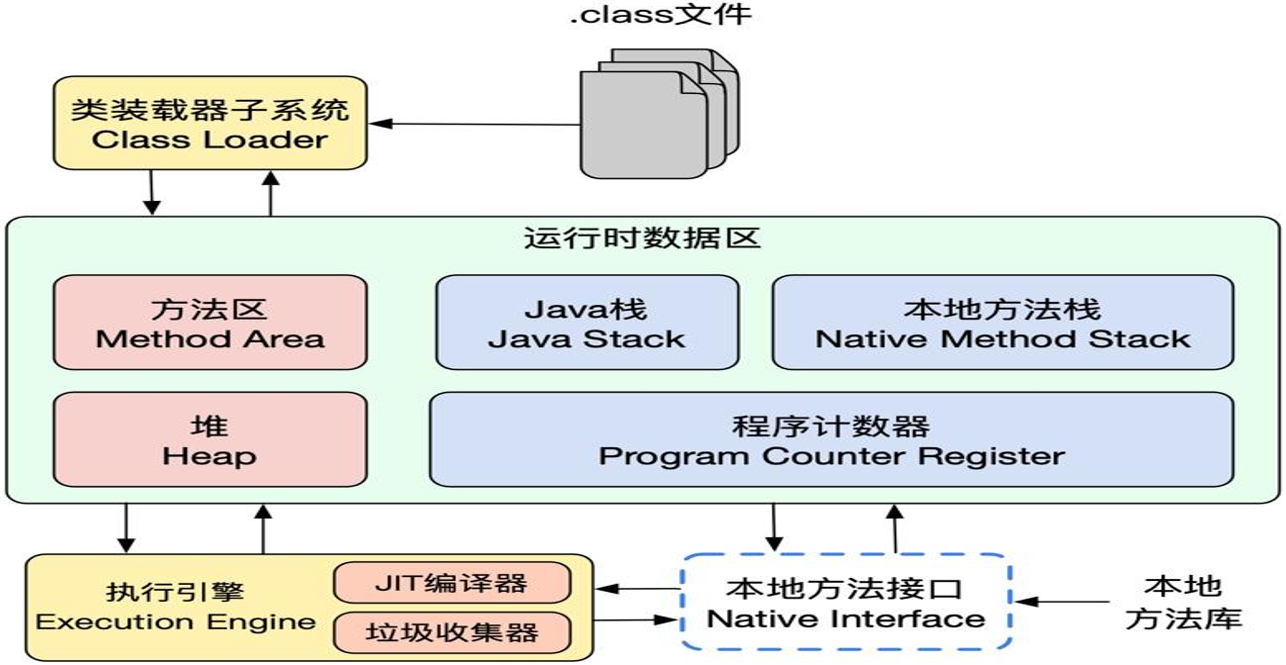 .class文件
类装载器子系统
Class Loader
运行时数据区
方法区
Method Area
Java栈
Java Stack
本地方法栈
Native Method Stack
堆
Heap
程序计数器
Program Counter Register
执行引擎
Execution Engine
JIT编译器
垃圾收集器
本地方法接口
Native Interface
本地
方法库